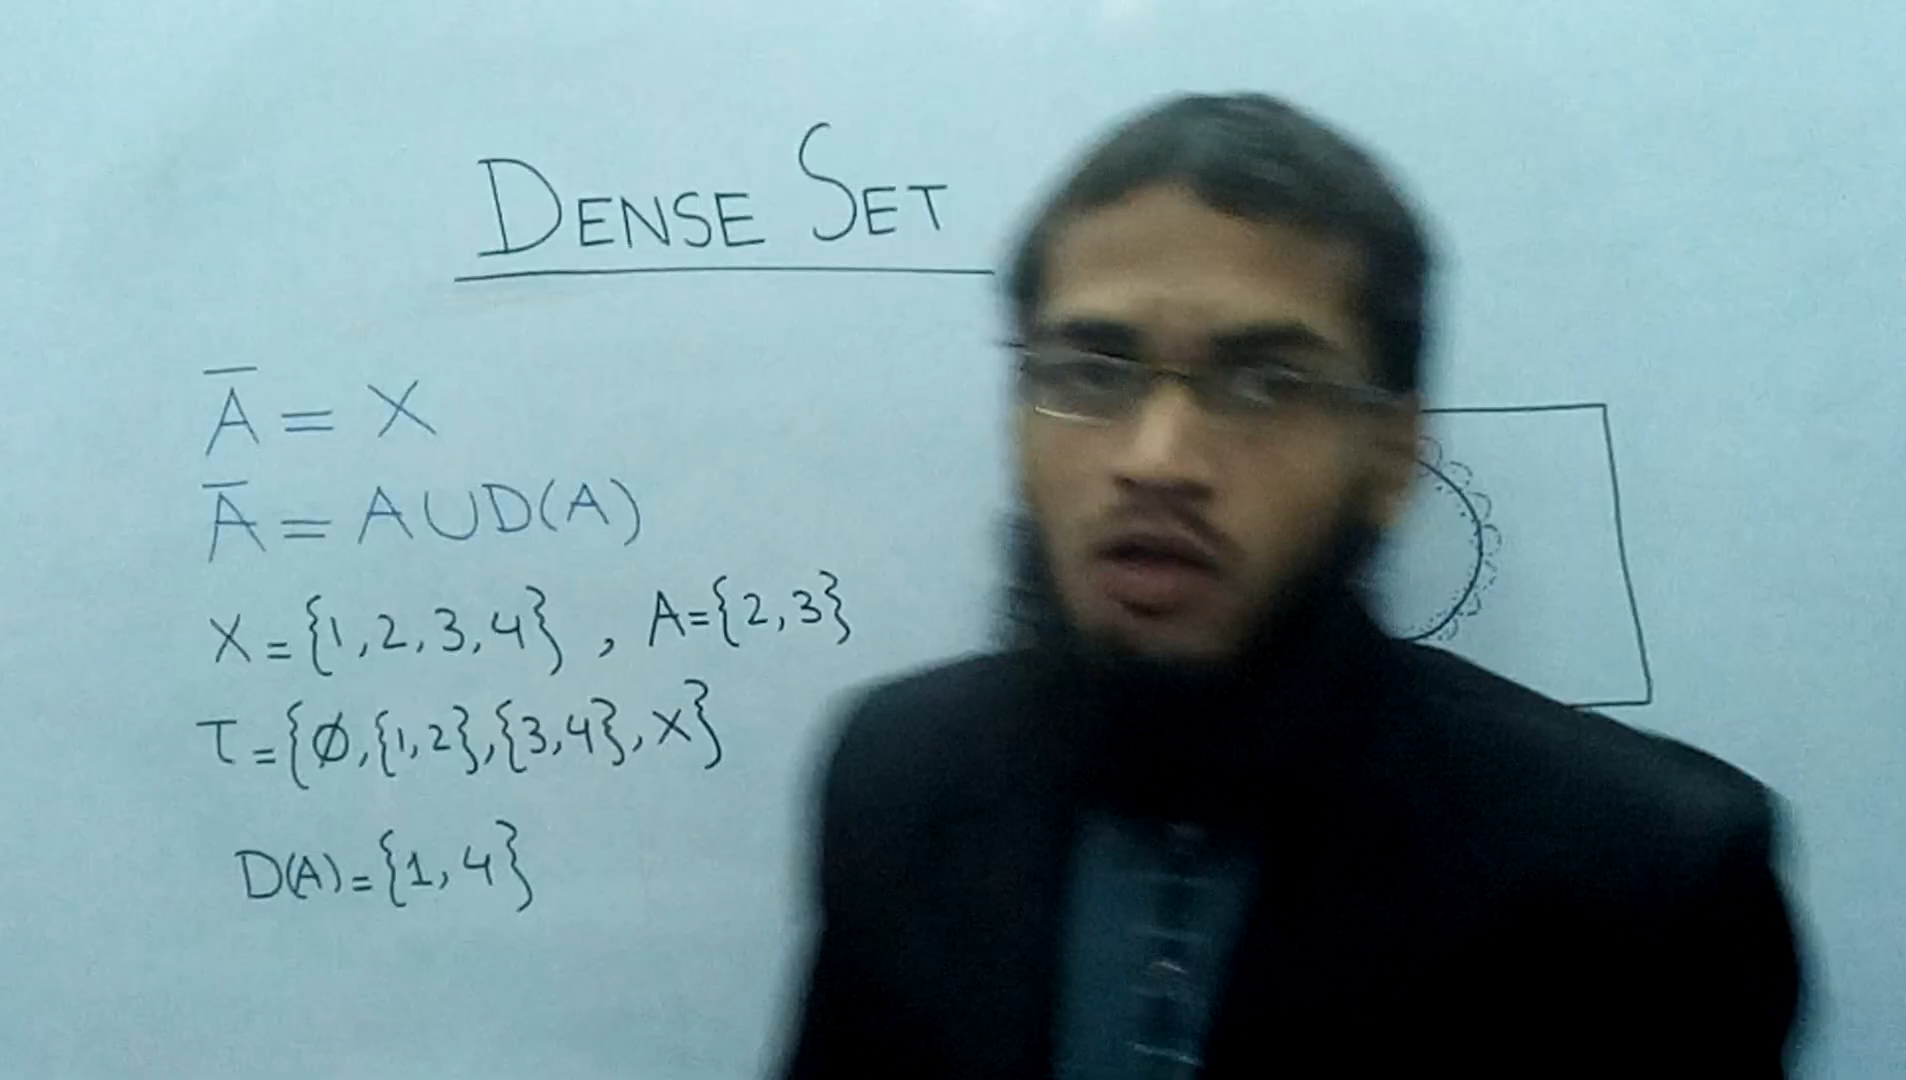 DENSE SET
A̅ = X
A̅ = A∪D(A)
X = {1, 2, 3, 4} , A = {2, 3}
T = {∅, {1, 2}, {3, 4}, X}
D(A) = {1, 4}